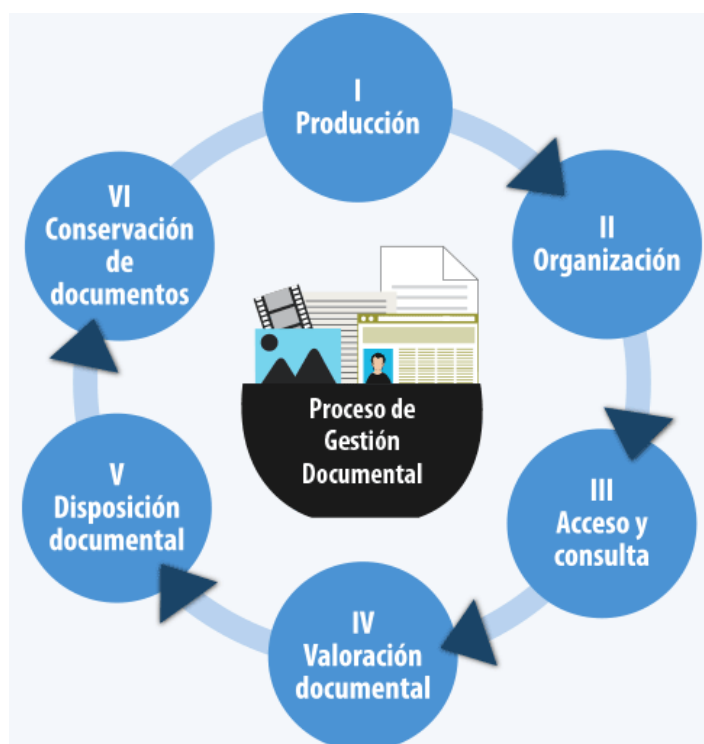 I
Producción
II
Organización
III
Acceso y
consulta
IV
Valoración
documental
V
Disposición
documental
VI
Conservación
de
documentos
Proceso de
Gestión
Documental